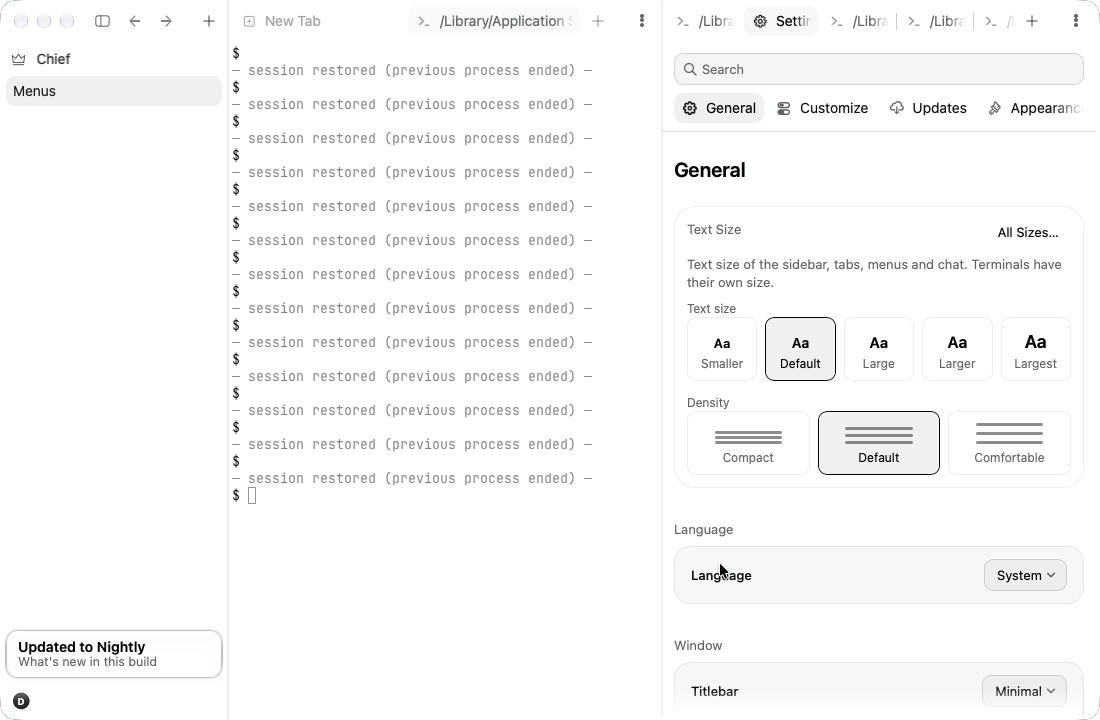 New Tab
/Library/Application S
/Libra
Settin
/Libra
/Libra
Chief
Menus
$
— session restored (previous process ended) —
$
— session restored (previous process ended) —
$
— session restored (previous process ended) —
$
— session restored (previous process ended) —
$
— session restored (previous process ended) —
$
— session restored (previous process ended) —
$
— session restored (previous process ended) —
$
— session restored (previous process ended) —
$
— session restored (previous process ended) —
$
— session restored (previous process ended) —
$
— session restored (previous process ended) —
$
— session restored (previous process ended) —
$
— session restored (previous process ended) —
$
Updated to Nightly
What's new in this build
D
Search
General
Customize
Updates
Appearanc
General
Text Size
All Sizes...
Text size of the sidebar, tabs, menus and chat. Terminals have
their own size.
Text size
Aa Aa Aa Aa Aa
Smaller Default Large Larger Largest
Density
Compact Default Comfortable
Language
Language
System
Window
Titlebar
Minimal